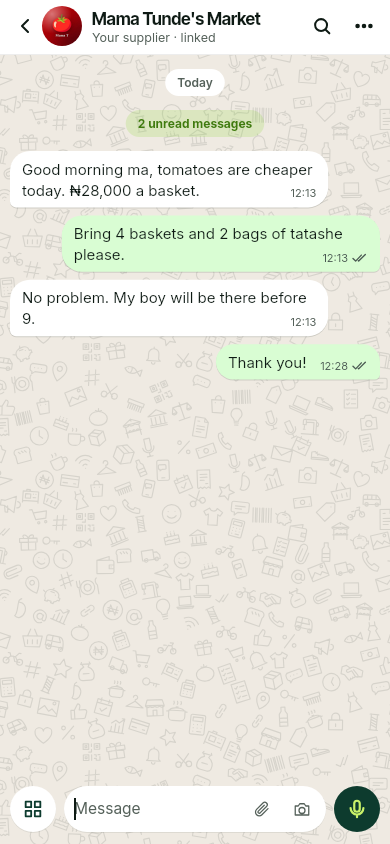 Mama Tunde's Market
Your supplier · linked
Today
2 unread messages
Good morning ma, tomatoes are cheaper
today. ₦28,000 a basket.
12:13
Bring 4 baskets and 2 bags of tatashe
please.
12:13
No problem. My boy will be there before
9.
12:13
Thank you!
12:28
Message